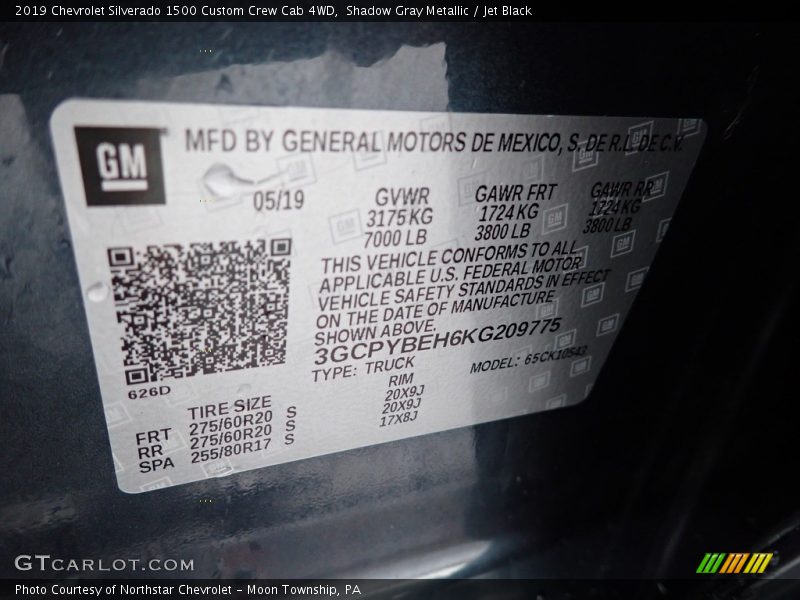 2019 Chevrolet Silverado 1500 Custom Crew Cab 4WD, Shadow Gray Metallic / Jet Black
GM
MFD BY GENERAL MOTORS DE MEXICO, S. DE R.L. DE C.V.
05/19
GVWR GAWR FRT GAWR RR
3175 KG 1724 KG 1724 KG
7000 LB 3800 LB 3800 LB
THIS VEHICLE CONFORMS TO ALL
APPLICABLE U.S. FEDERAL MOTOR
VEHICLE SAFETY STANDARDS IN EFFECT
ON THE DATE OF MANUFACTURE
SHOWN ABOVE.
3GCPYBEH6KG209775
TYPE: TRUCK MODEL: 65CK10543
626D
TIRE SIZE RIM
FRT 275/60R20 S 20X9J
RR 275/60R20 S 20X9J
SPA 255/80R17 S 17X8J
GTCARLOT.COM
Photo Courtesy of Northstar Chevrolet - Moon Township, PA